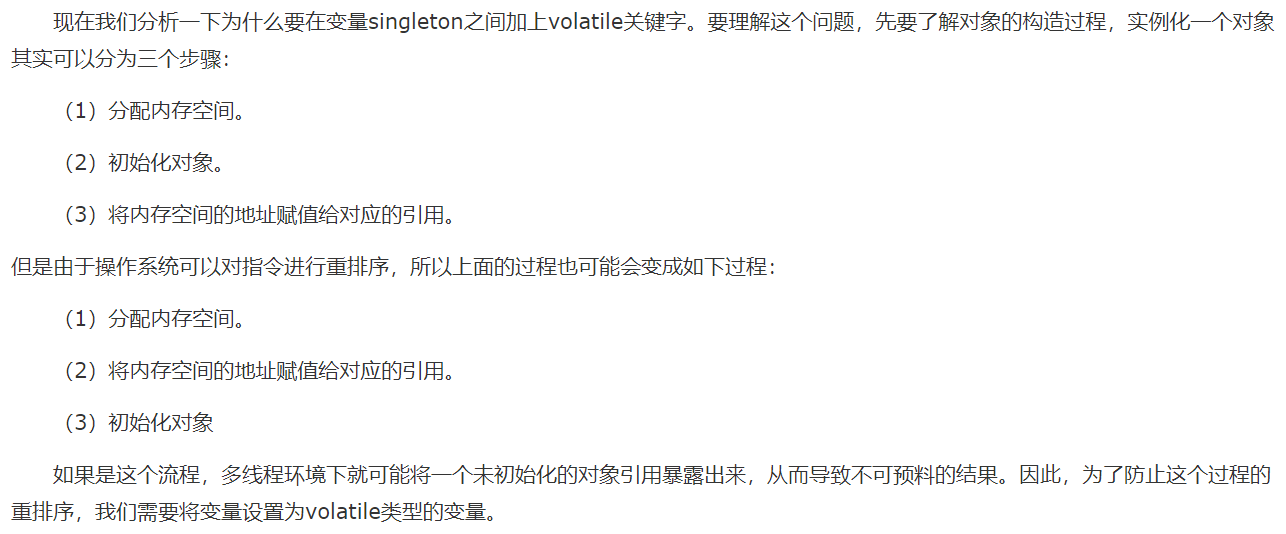 现在我们分析一下为什么要在变量singleton之间加上volatile关键字。要理解这个问题，先要了解对象的构造过程，实例化一个对象
其实可以分为三个步骤：
（1）分配内存空间。
（2）初始化对象。
（3）将内存空间的地址赋值给对应的引用。
但是由于操作系统可以对指令进行重排序，所以上面的过程也可能会变成如下过程：
（1）分配内存空间。
（2）将内存空间的地址赋值给对应的引用。
（3）初始化对象
如果是这个流程，多线程环境下就可能将一个未初始化的对象引用暴露出来，从而导致不可预料的结果。因此，为了防止这个过程的
重排序，我们需要将变量设置为volatile类型的变量。